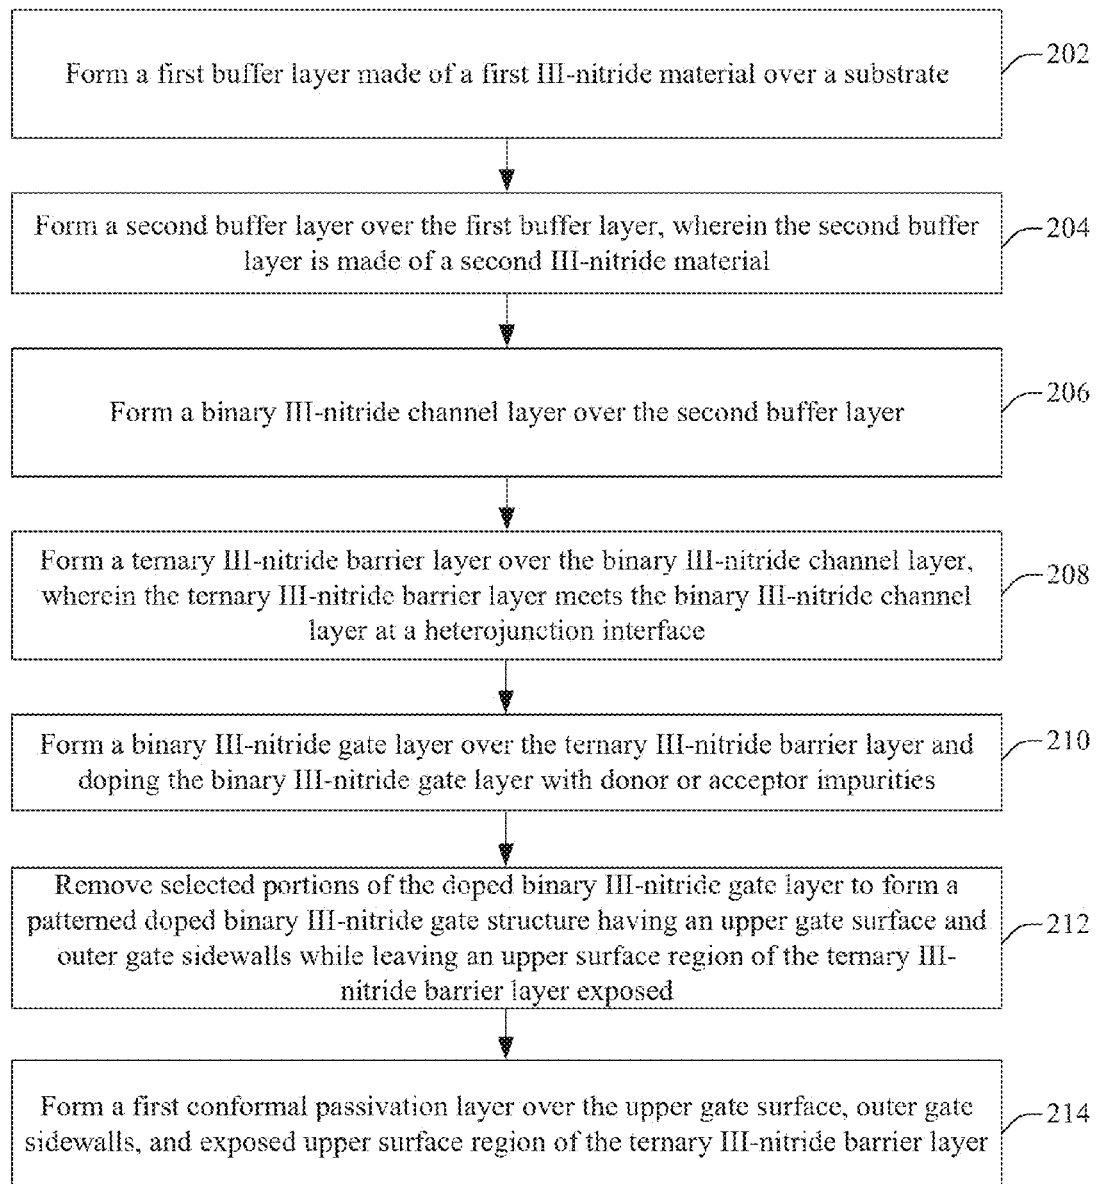 Form a first buffer layer made of a first III-nitride material over a substrate
202
Form a second buffer layer over the first buffer layer, wherein the second buffer
layer is made of a second III-nitride material
204
Form a binary III-nitride channel layer over the second buffer layer
206
Form a ternary III-nitride barrier layer over the binary III-nitride channel layer,
wherein the ternary III-nitride barrier layer meets the binary III-nitride channel
layer at a heterojunction interface
208
Form a binary III-nitride gate layer over the ternary III-nitride barrier layer and
doping the binary III-nitride gate layer with donor or acceptor impurities
210
Remove selected portions of the doped binary III-nitride gate layer to form a
patterned doped binary III-nitride gate structure having an upper gate surface and
outer gate sidewalls while leaving an upper surface region of the ternary III-
nitride barrier layer exposed
212
Form a first conformal passivation layer over the upper gate surface, outer gate
sidewalls, and exposed upper surface region of the ternary III-nitride barrier layer
214